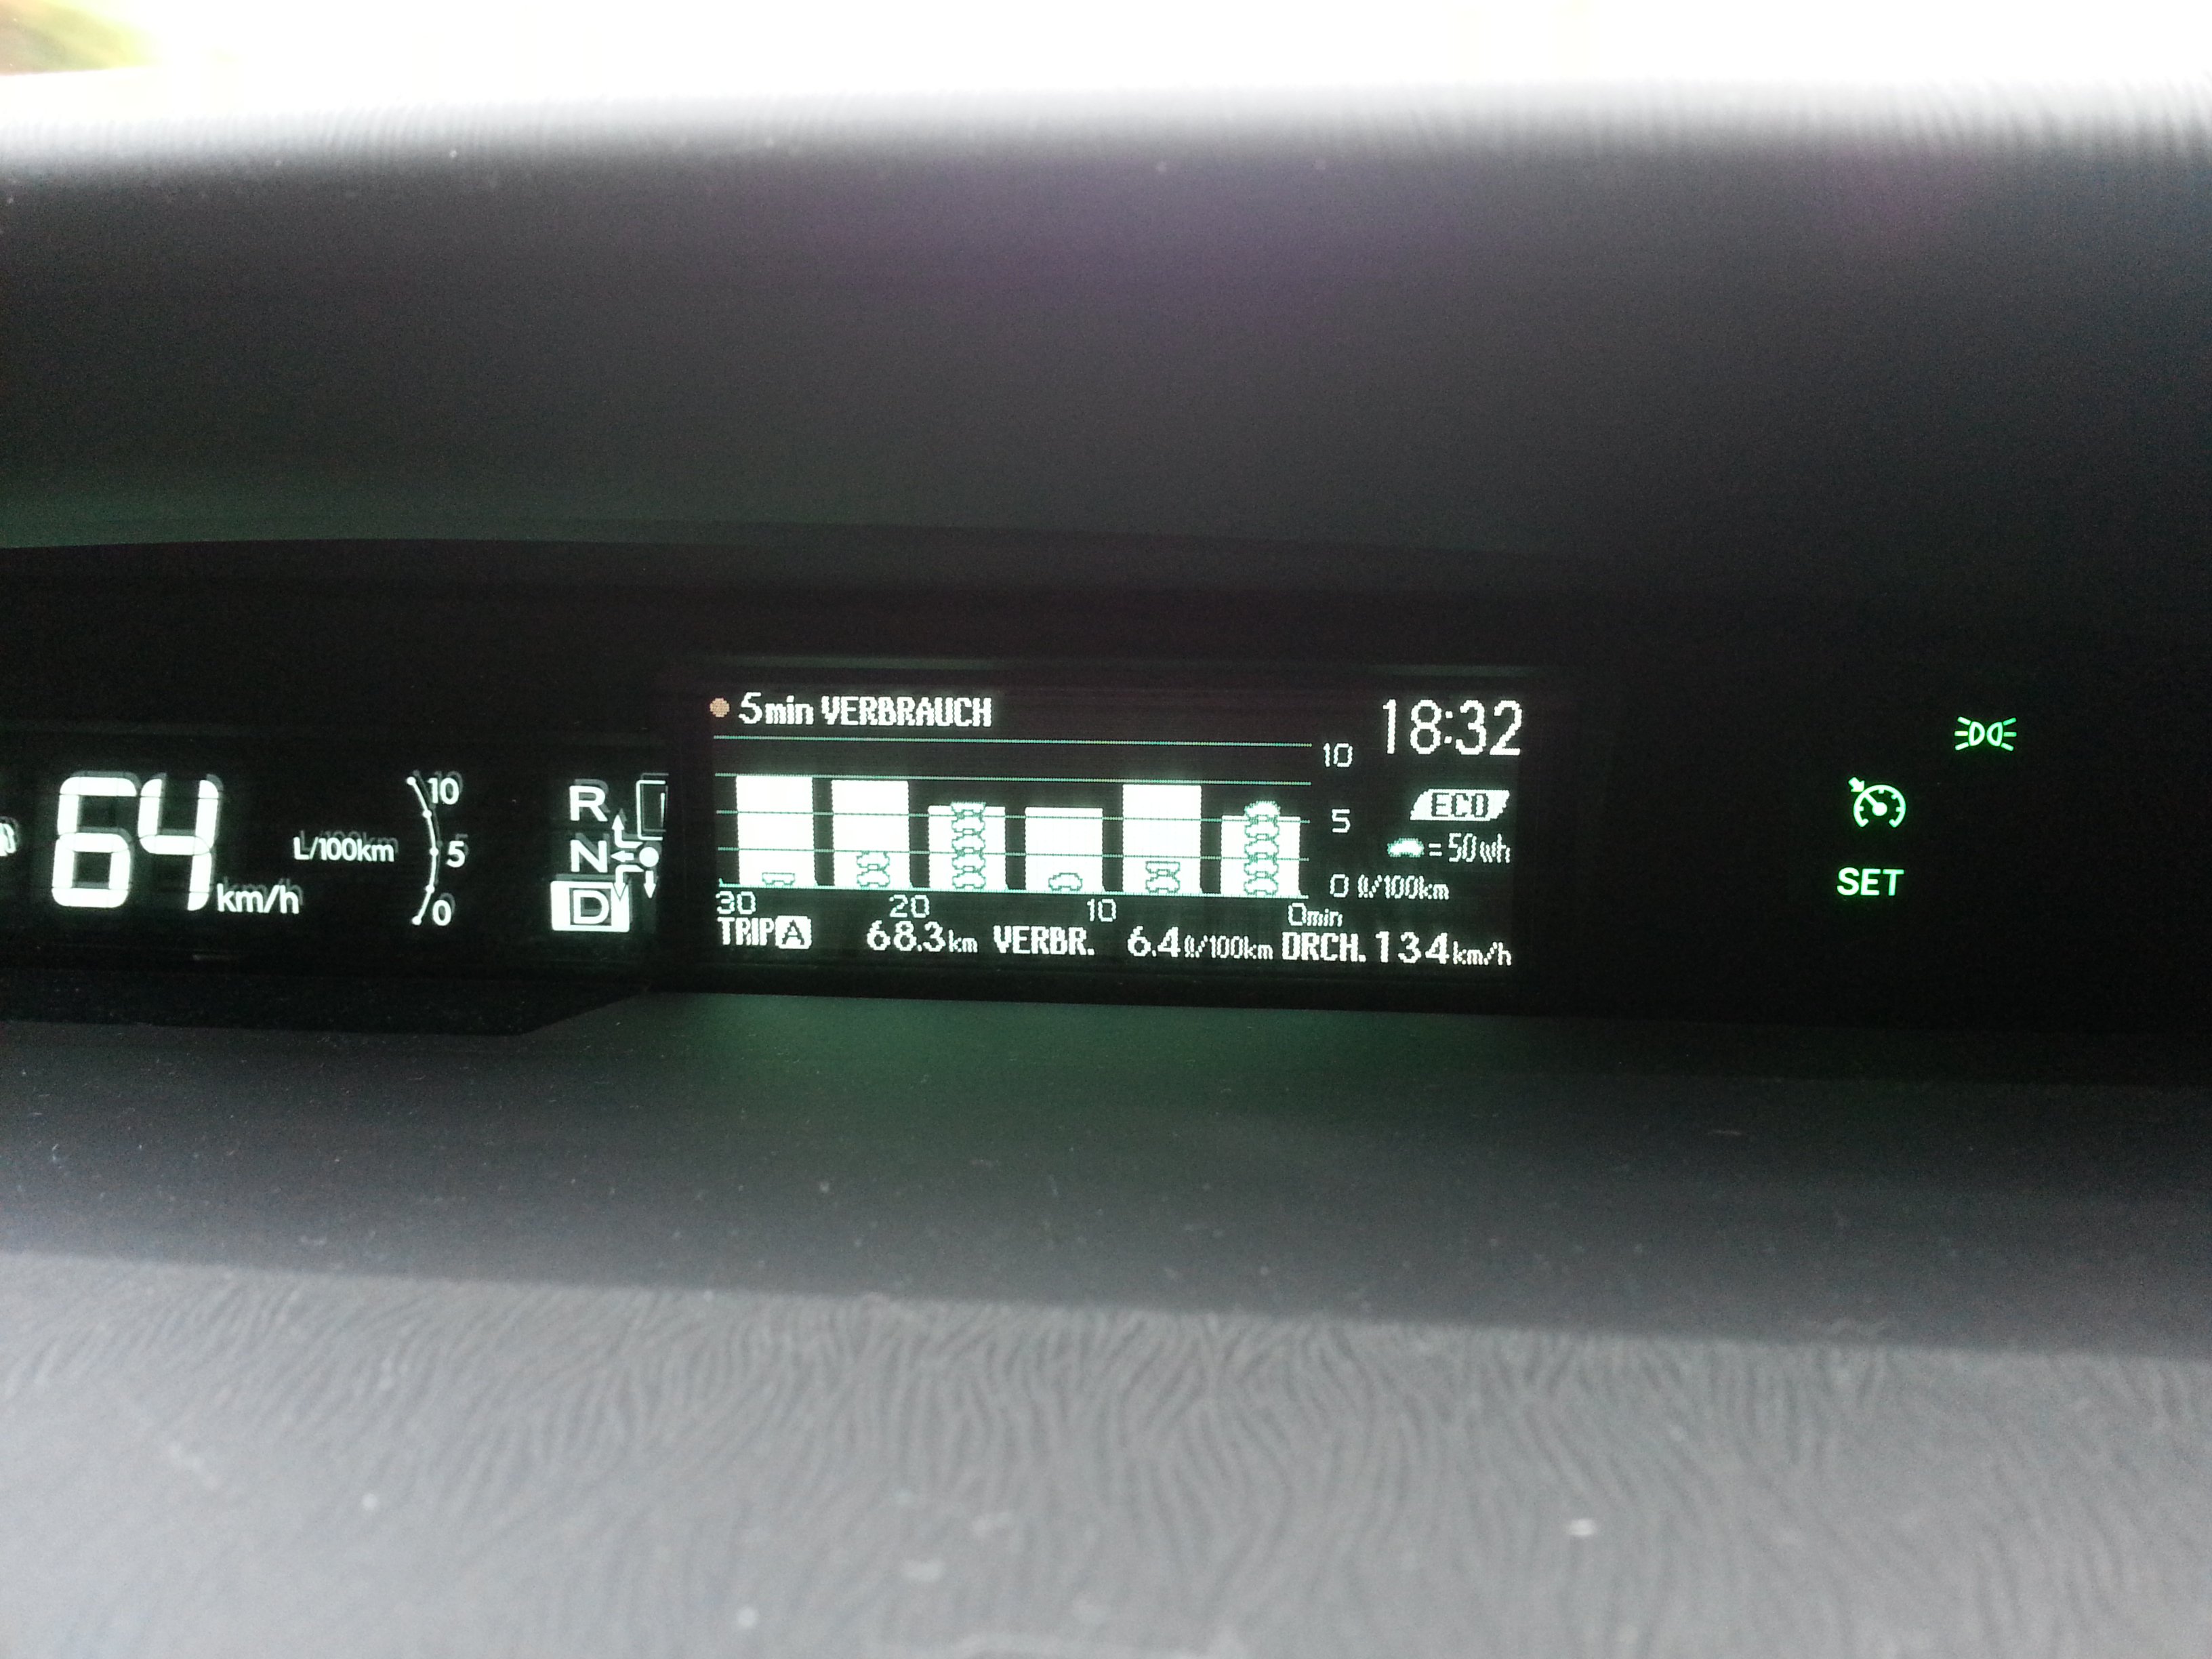 5min VERBRAUCH
18:32
10
5
0 ℓ/100km
ECO
= 50wh
30 20 10 0min
TRIP A 68.3km VERBR. 6.4ℓ/100km DRCH. 134km/h
64 km/h
L/100km
10
5
0
R
N
D
SET